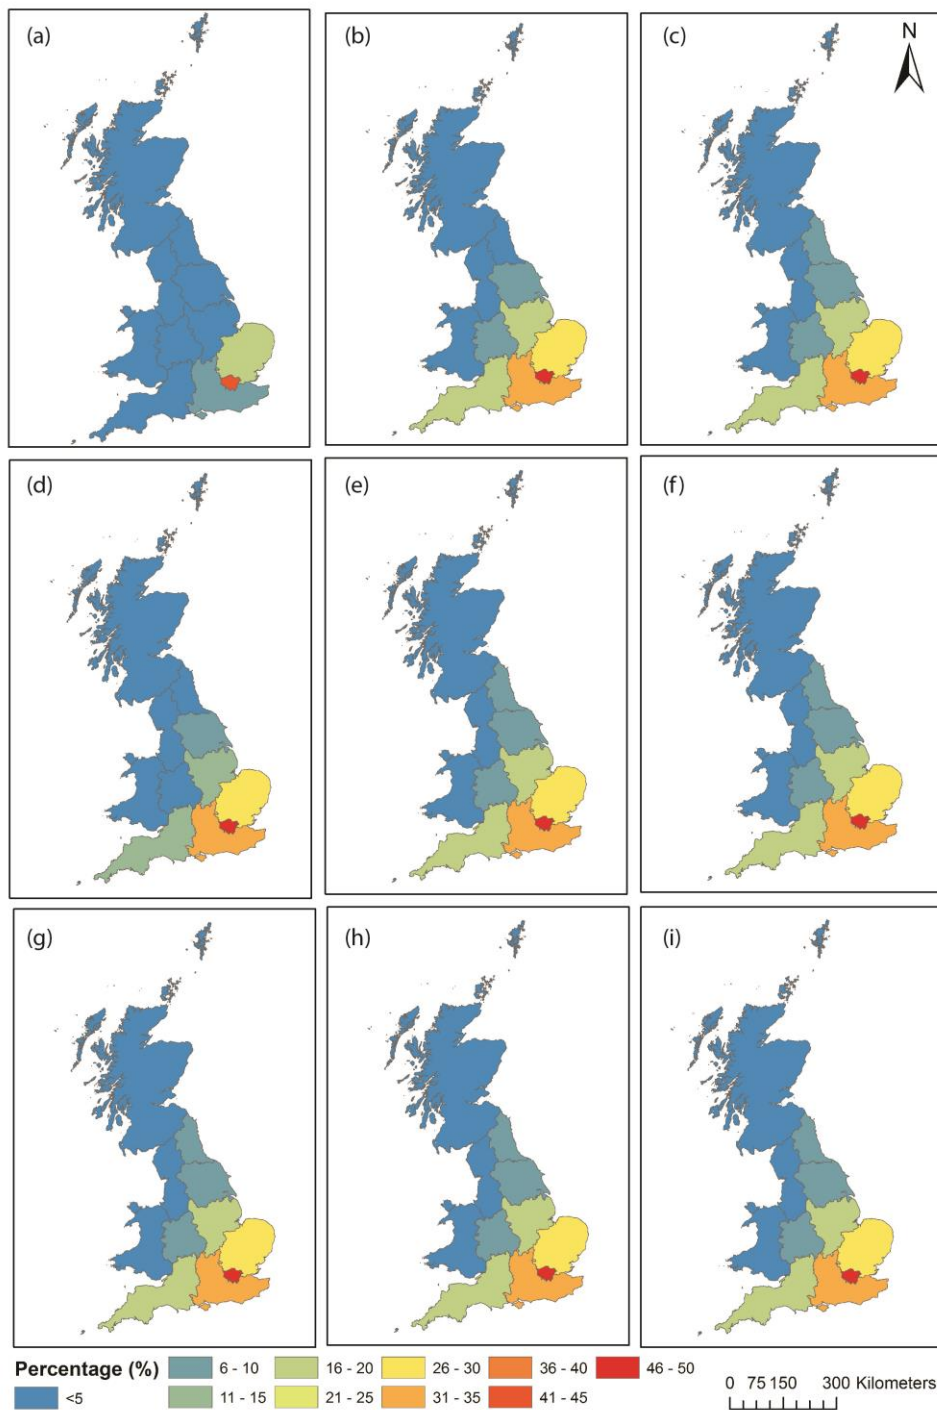 (a)
(b)
(c)
N
(d)
(e)
(f)
(g)
(h)
(i)
Percentage (%)
6 - 10
16 - 20
26 - 30
36 - 40
46 - 50
<5
11 - 15
21 - 25
31 - 35
41 - 45
0 75 150 300 Kilometers